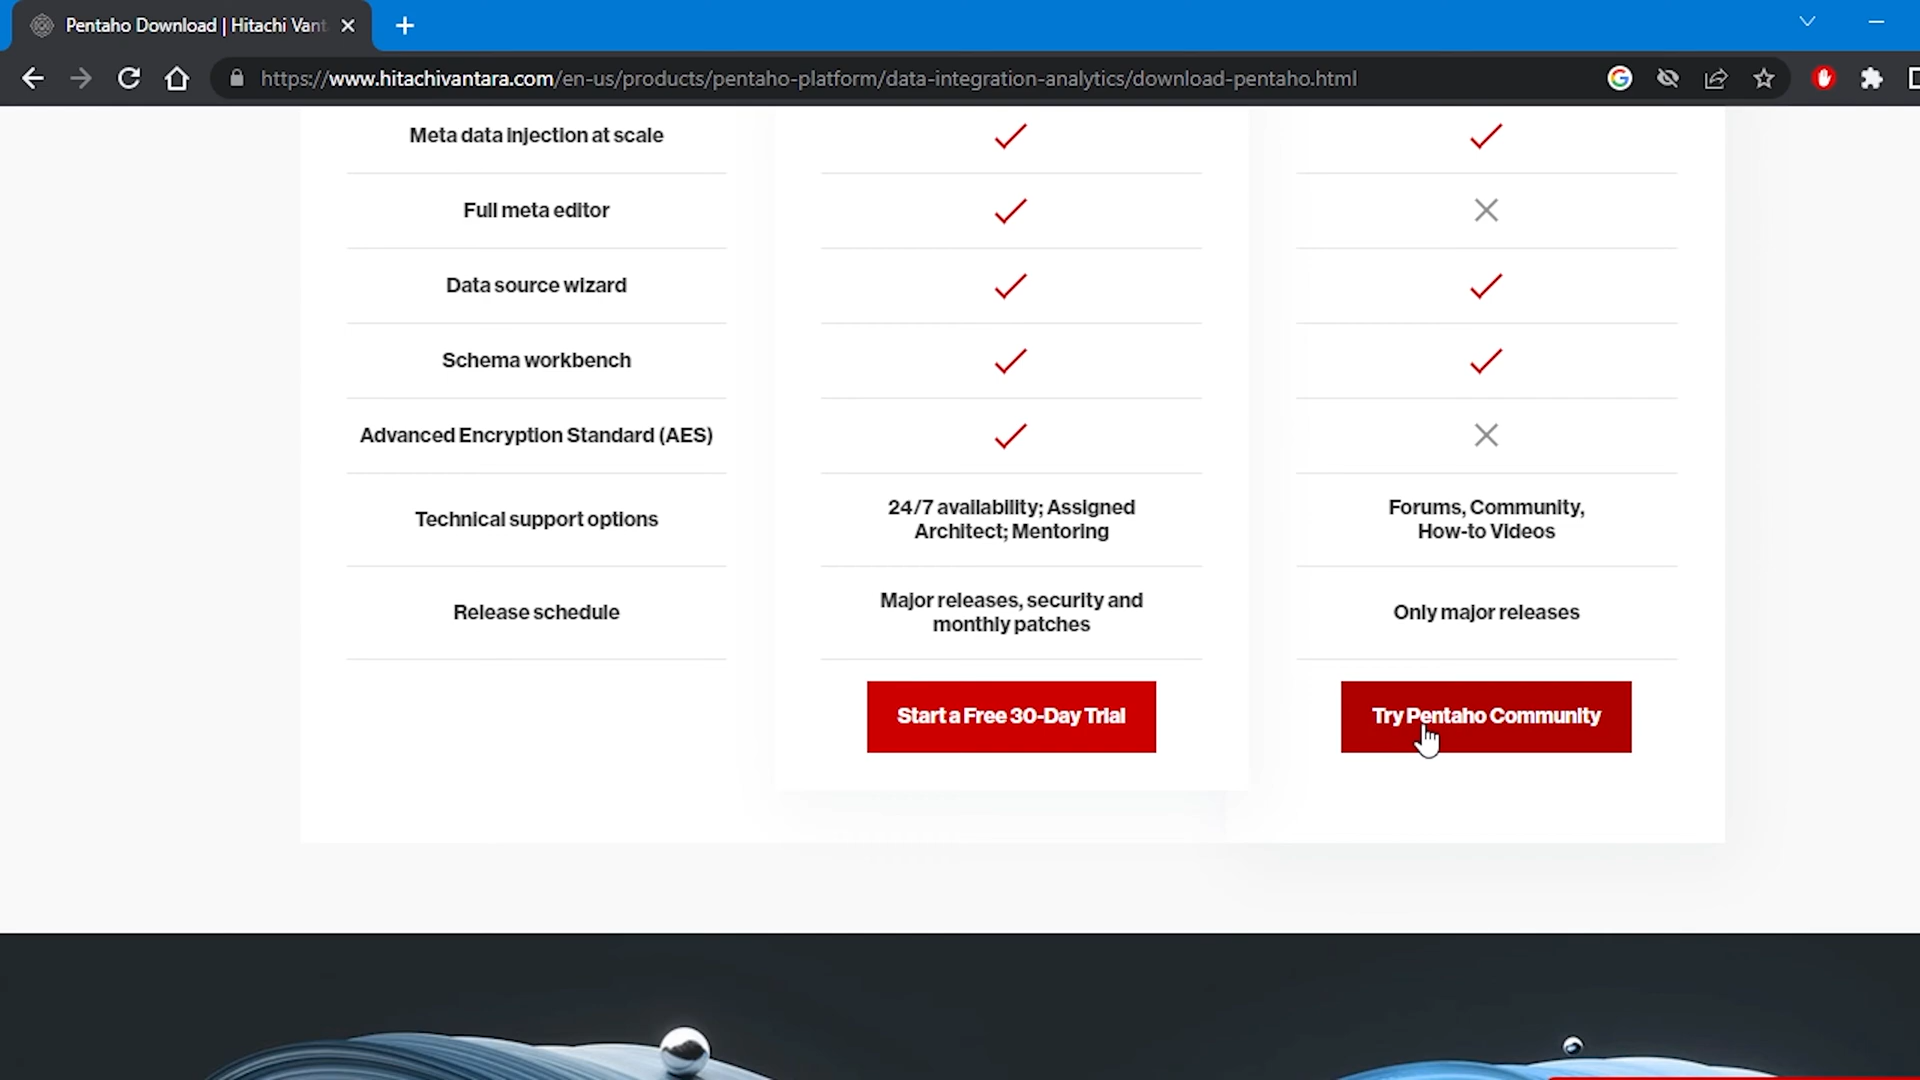 Pentaho Download | Hitachi Vant
https://www.hitachivantara.com/en-us/products/pentaho-platform/data-integration-analytics/download-pentaho.html
Meta data injection at scale
Full meta editor
Data source wizard
Schema workbench
Advanced Encryption Standard (AES)
Technical support options
24/7 availability; Assigned
Architect; Mentoring
Forums, Community,
How-to Videos
Release schedule
Major releases, security and
monthly patches
Only major releases
Start a Free 30-Day Trial
Try Pentaho Community